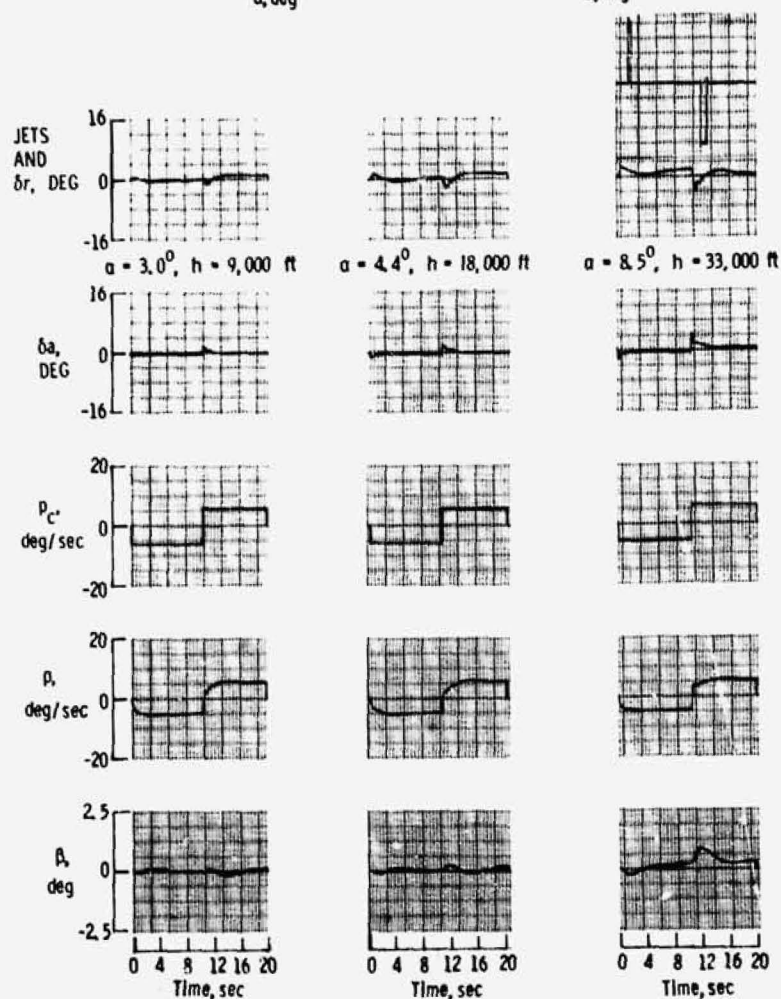 α, deg
16
JETS
AND
δr, DEG
0
-16
α = 3.0°, h = 9,000 ft
α = 4.4°, h = 18,000 ft
α = 8.5°, h = 33,000 ft
16
δa,
DEG
0
-16
20
Pc,
deg/sec
0
-20
20
p,
deg/sec
0
-20
2.5
β,
deg
0
-2.5
0 4 8 12 16 20
0 4 8 12 16 20
0 4 8 12 16 20
Time, sec
Time, sec
Time, sec